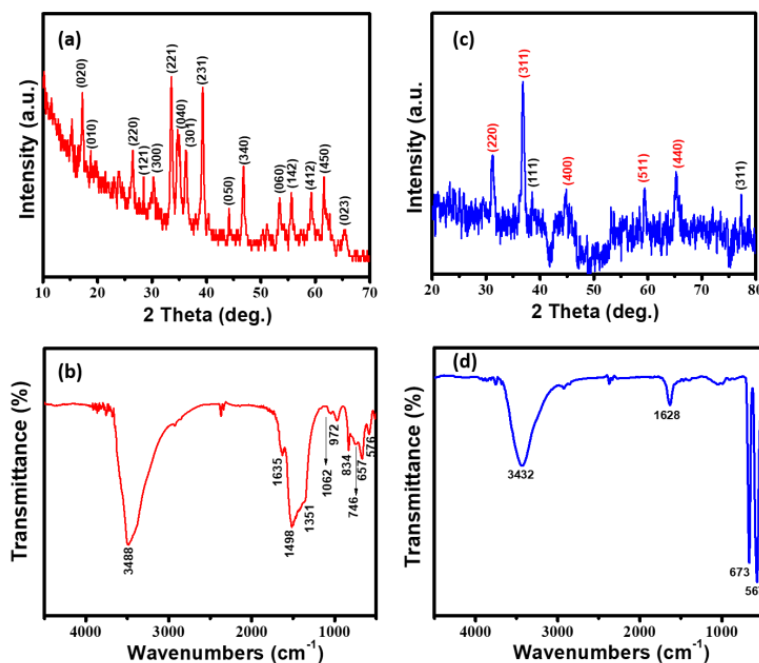 (a)
Intensity (a.u.)
(020)
(010)
(220)
(121)
(300)
(221)
(040)
(301)
(231)
(050)
(340)
(060)
(142)
(412)
(450)
(023)
10 20 30 40 50 60 70
2 Theta (deg.)
(c)
Intensity (a.u.)
(220)
(311)
(111)
(400)
(511)
(440)
(311)
20 30 40 50 60 70 80
2 Theta (deg.)
(b)
Transmittance (%)
3488
1635
1498
1351
1062
972
834
746
657
576
4000 3000 2000 1000
Wavenumbers (cm⁻¹)
(d)
Transmittance (%)
3432
1628
673
4000 3000 2000 1000
Wavenumbers (cm⁻¹)